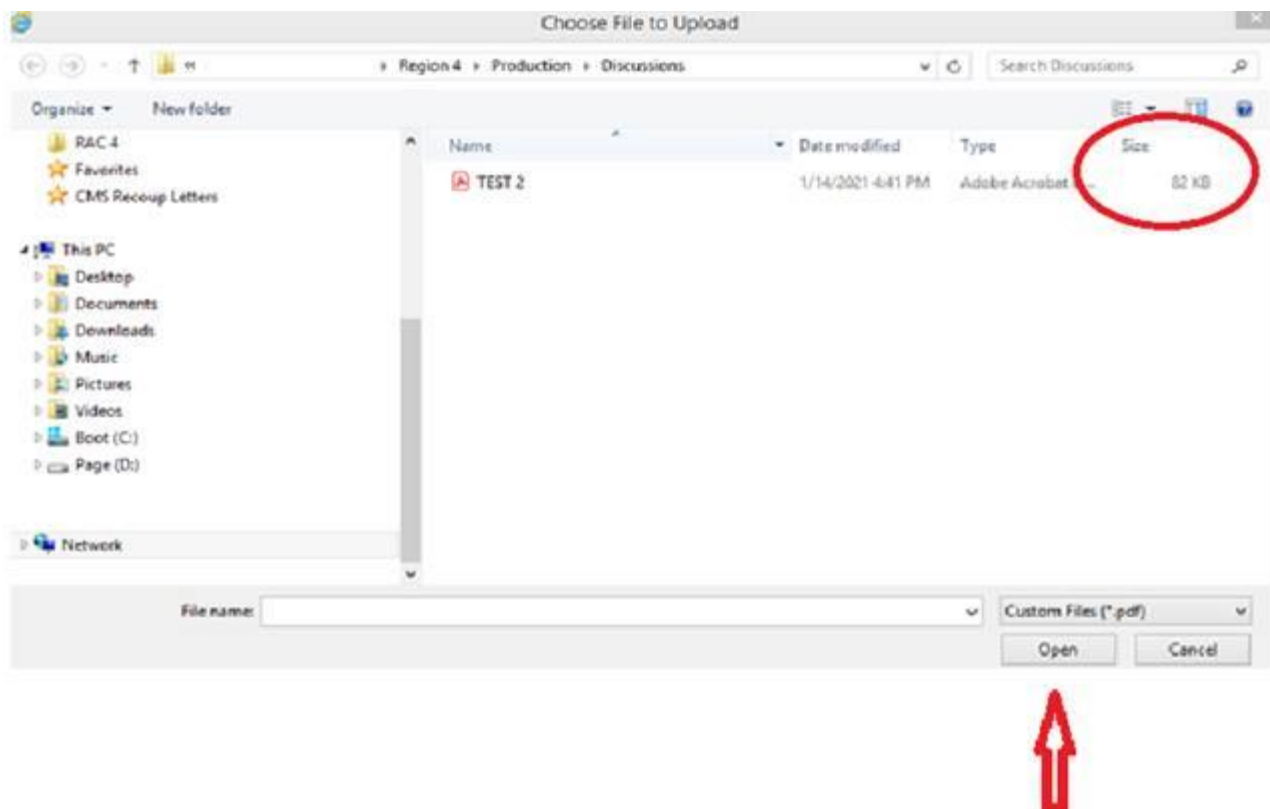 Choose File to Upload
Region 4 Production Discussions Search Discussions
Organize New folder
RAC 4
Favorites
CMS Recoup Letters
This PC
Desktop
Documents
Downloads
Music
Pictures
Videos
Boot (C:)
Page (D:)
Network
Name Date modified Type Size
TEST 2 1/14/2021 4:41 PM Adobe Acrobat 82 KB
File name: Custom Files (*.pdf)
Open Cancel